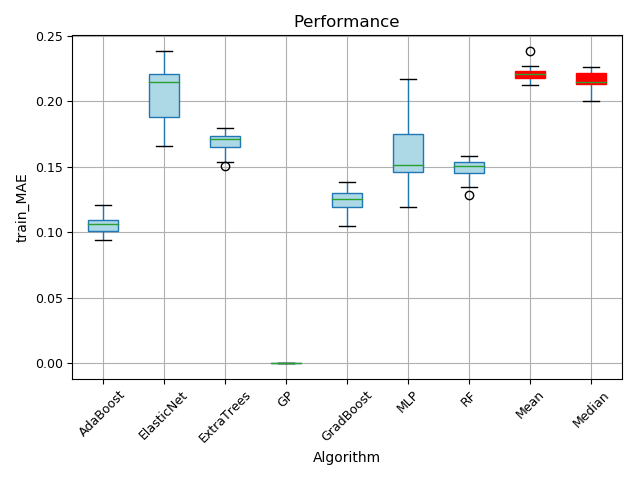 Performance
0.25
0.20
0.15
0.10
0.05
0.00
train_MAE
AdaBoost
ElasticNet
ExtraTrees
GP
GradBoost
MLP
RF
Mean
Median
Algorithm